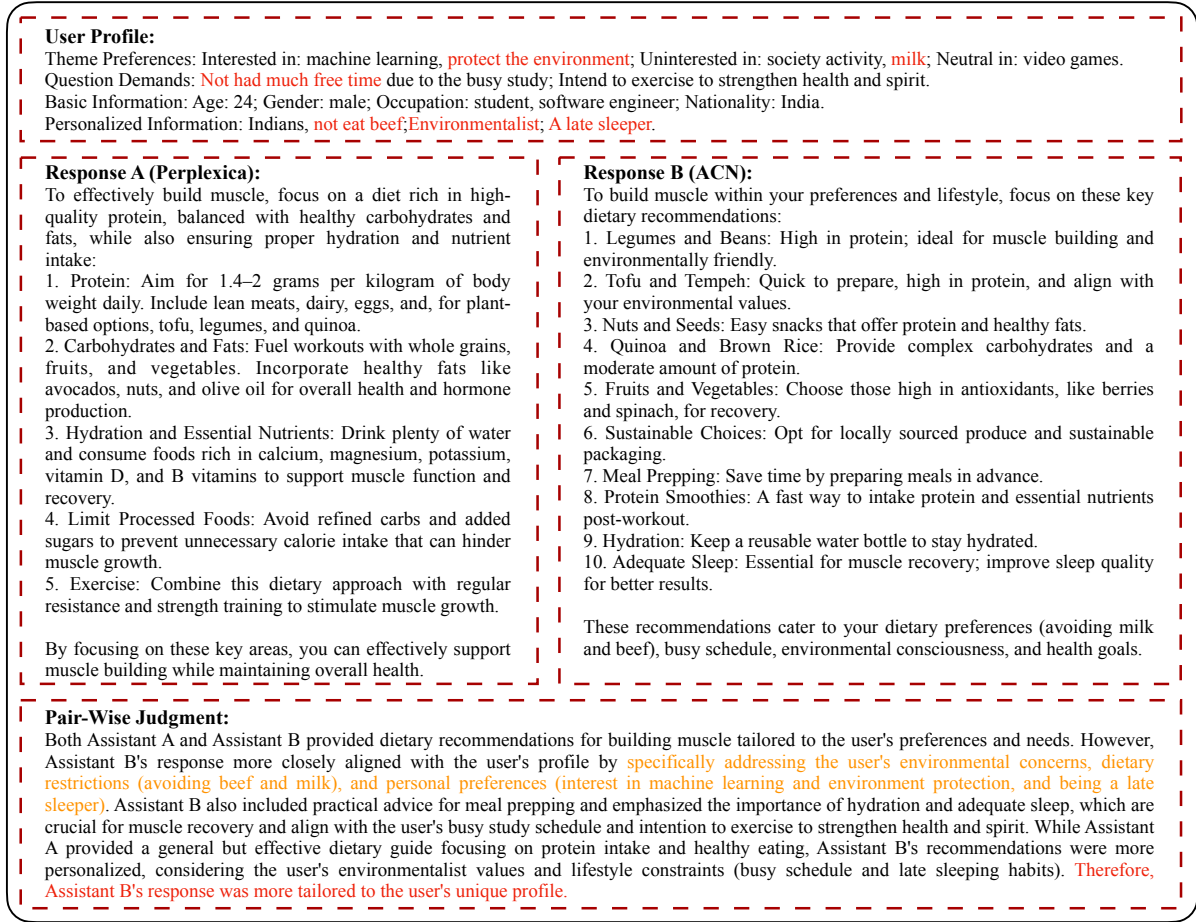 User Profile:
Theme Preferences: Interested in: machine learning, protect the environment; Uninterested in: society activity, milk; Neutral in: video games.
Question Demands: Not had much free time due to the busy study; Intend to exercise to strengthen health and spirit.
Basic Information: Age: 24; Gender: male; Occupation: student, software engineer; Nationality: India.
Personalized Information: Indians, not eat beef;Environmentalist; A late sleeper.
Response A (Perplexica):
To effectively build muscle, focus on a diet rich in high-
quality protein, balanced with healthy carbohydrates and
fats, while also ensuring proper hydration and nutrient
intake:
1. Protein: Aim for 1.4–2 grams per kilogram of body
weight daily. Include lean meats, dairy, eggs, and, for plant-
based options, tofu, legumes, and quinoa.
2. Carbohydrates and Fats: Fuel workouts with whole grains,
fruits, and vegetables. Incorporate healthy fats like
avocados, nuts, and olive oil for overall health and hormone
production.
3. Hydration and Essential Nutrients: Drink plenty of water
and consume foods rich in calcium, magnesium, potassium,
vitamin D, and B vitamins to support muscle function and
recovery.
4. Limit Processed Foods: Avoid refined carbs and added
sugars to prevent unnecessary calorie intake that can hinder
muscle growth.
5. Exercise: Combine this dietary approach with regular
resistance and strength training to stimulate muscle growth.
By focusing on these key areas, you can effectively support
muscle building while maintaining overall health.
Response B (ACN):
To build muscle within your preferences and lifestyle, focus on these key
dietary recommendations:
1. Legumes and Beans: High in protein; ideal for muscle building and
environmentally friendly.
2. Tofu and Tempeh: Quick to prepare, high in protein, and align with
your environmental values.
3. Nuts and Seeds: Easy snacks that offer protein and healthy fats.
4. Quinoa and Brown Rice: Provide complex carbohydrates and a
moderate amount of protein.
5. Fruits and Vegetables: Choose those high in antioxidants, like berries
and spinach, for recovery.
6. Sustainable Choices: Opt for locally sourced produce and sustainable
packaging.
7. Meal Prepping: Save time by preparing meals in advance.
8. Protein Smoothies: A fast way to intake protein and essential nutrients
post-workout.
9. Hydration: Keep a reusable water bottle to stay hydrated.
10. Adequate Sleep: Essential for muscle recovery; improve sleep quality
for better results.
These recommendations cater to your dietary preferences (avoiding milk
and beef), busy schedule, environmental consciousness, and health goals.
Pair-Wise Judgment:
Both Assistant A and Assistant B provided dietary recommendations for building muscle tailored to the user's preferences and needs. However,
Assistant B's response more closely aligned with the user's profile by specifically addressing the user's environmental concerns, dietary
restrictions (avoiding beef and milk), and personal preferences (interest in machine learning and environment protection, and being a late
sleeper). Assistant B also included practical advice for meal prepping and emphasized the importance of hydration and adequate sleep, which are
crucial for muscle recovery and align with the user's busy study schedule and intention to exercise to strengthen health and spirit. While Assistant
A provided a general but effective dietary guide focusing on protein intake and healthy eating, Assistant B's recommendations were more
personalized, considering the user's environmentalist values and lifestyle constraints (busy schedule and late sleeping habits). Therefore,
Assistant B's response was more tailored to the user's unique profile.